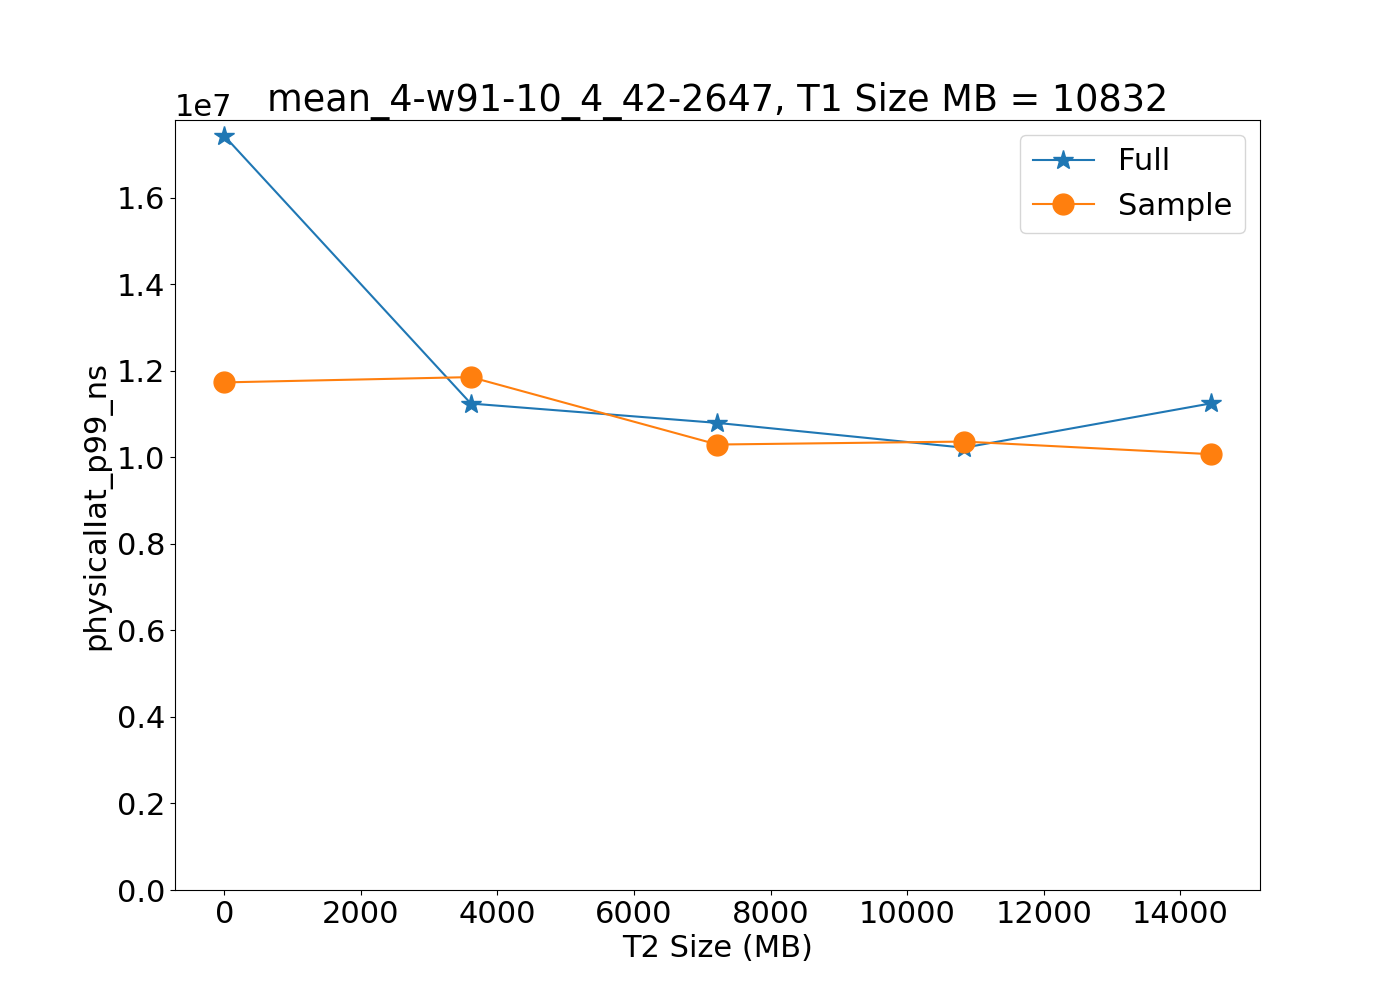 1e7
mean_4-w91-10_4_42-2647, T1 Size MB = 10832
Full
Sample
1.6
1.4
1.2
1.0
0.8
0.6
0.4
0.2
0.0
physicallat_p99_ns
0 2000 4000 6000 8000 10000 12000 14000
T2 Size (MB)